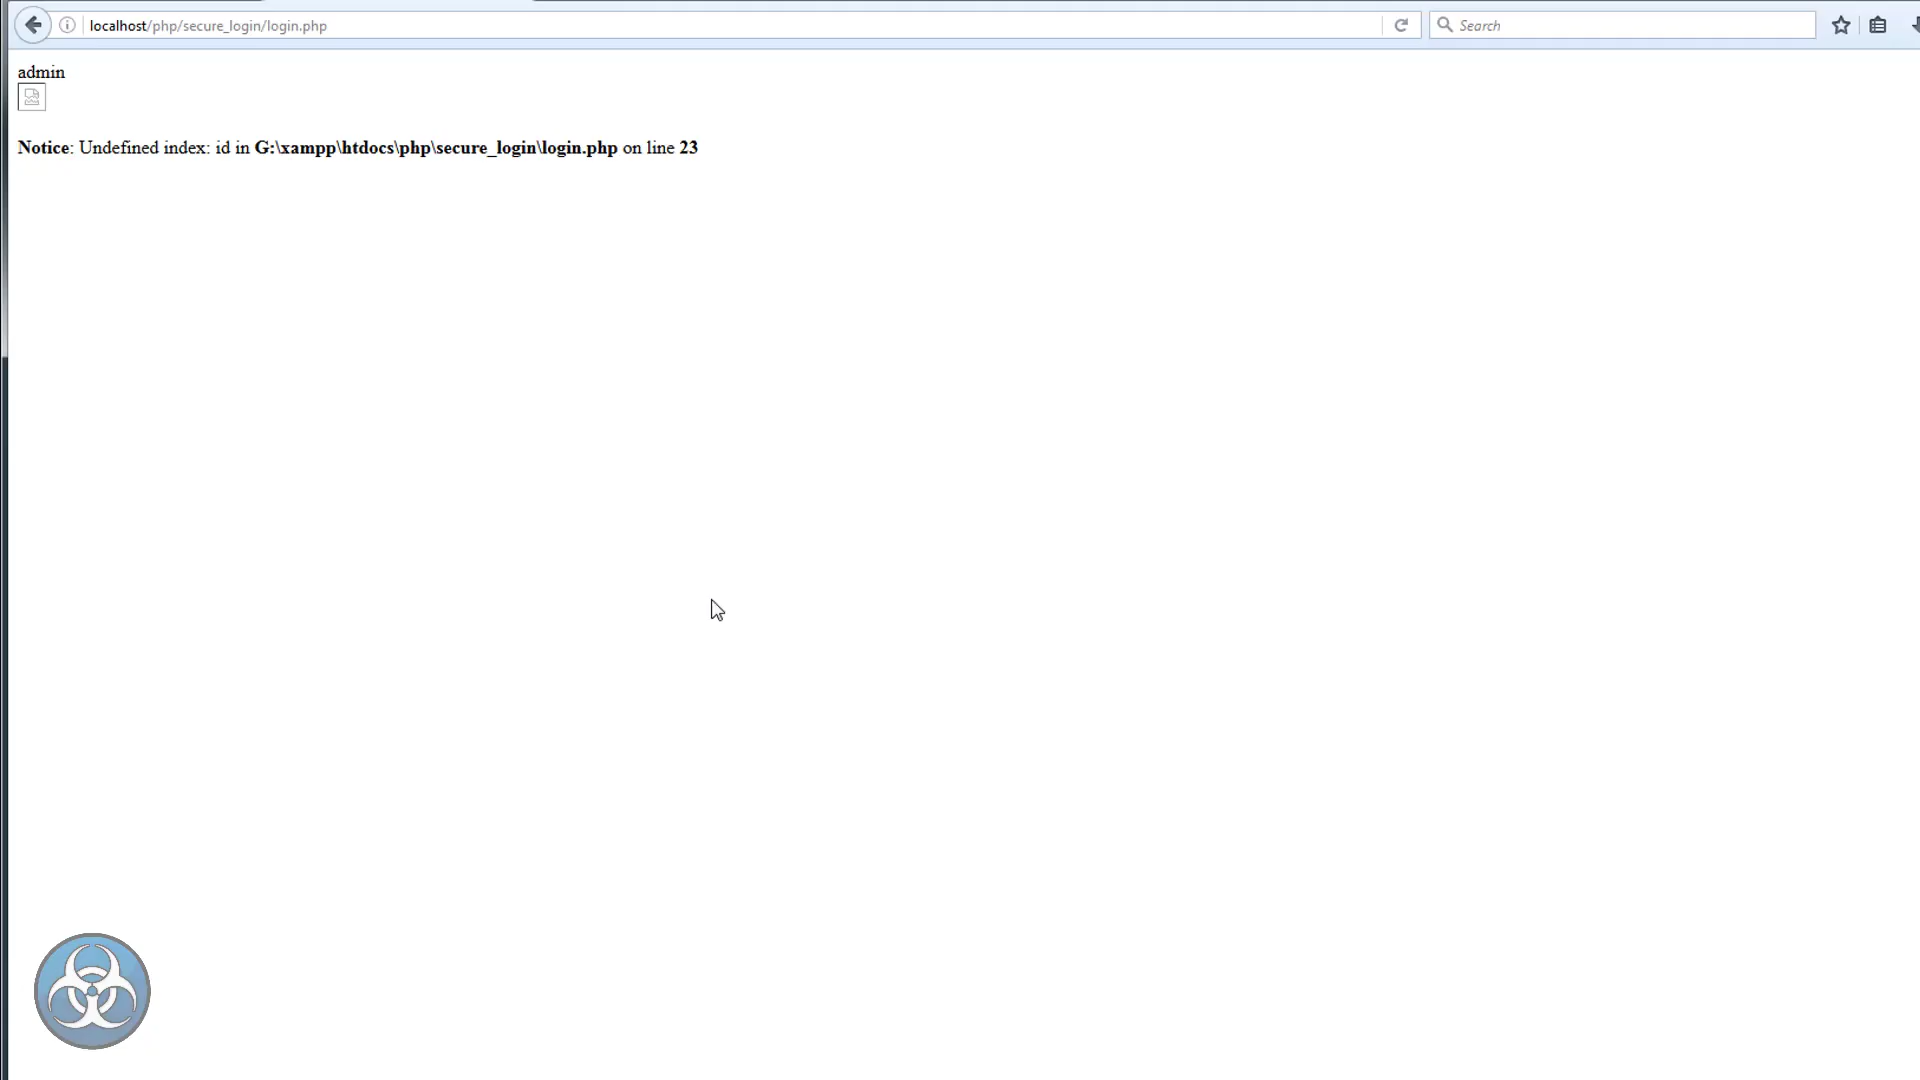 localhost/php/secure_login/login.php
Search
admin
Notice: Undefined index: id in G:\xampp\htdocs\php\secure_login\login.php on line 23